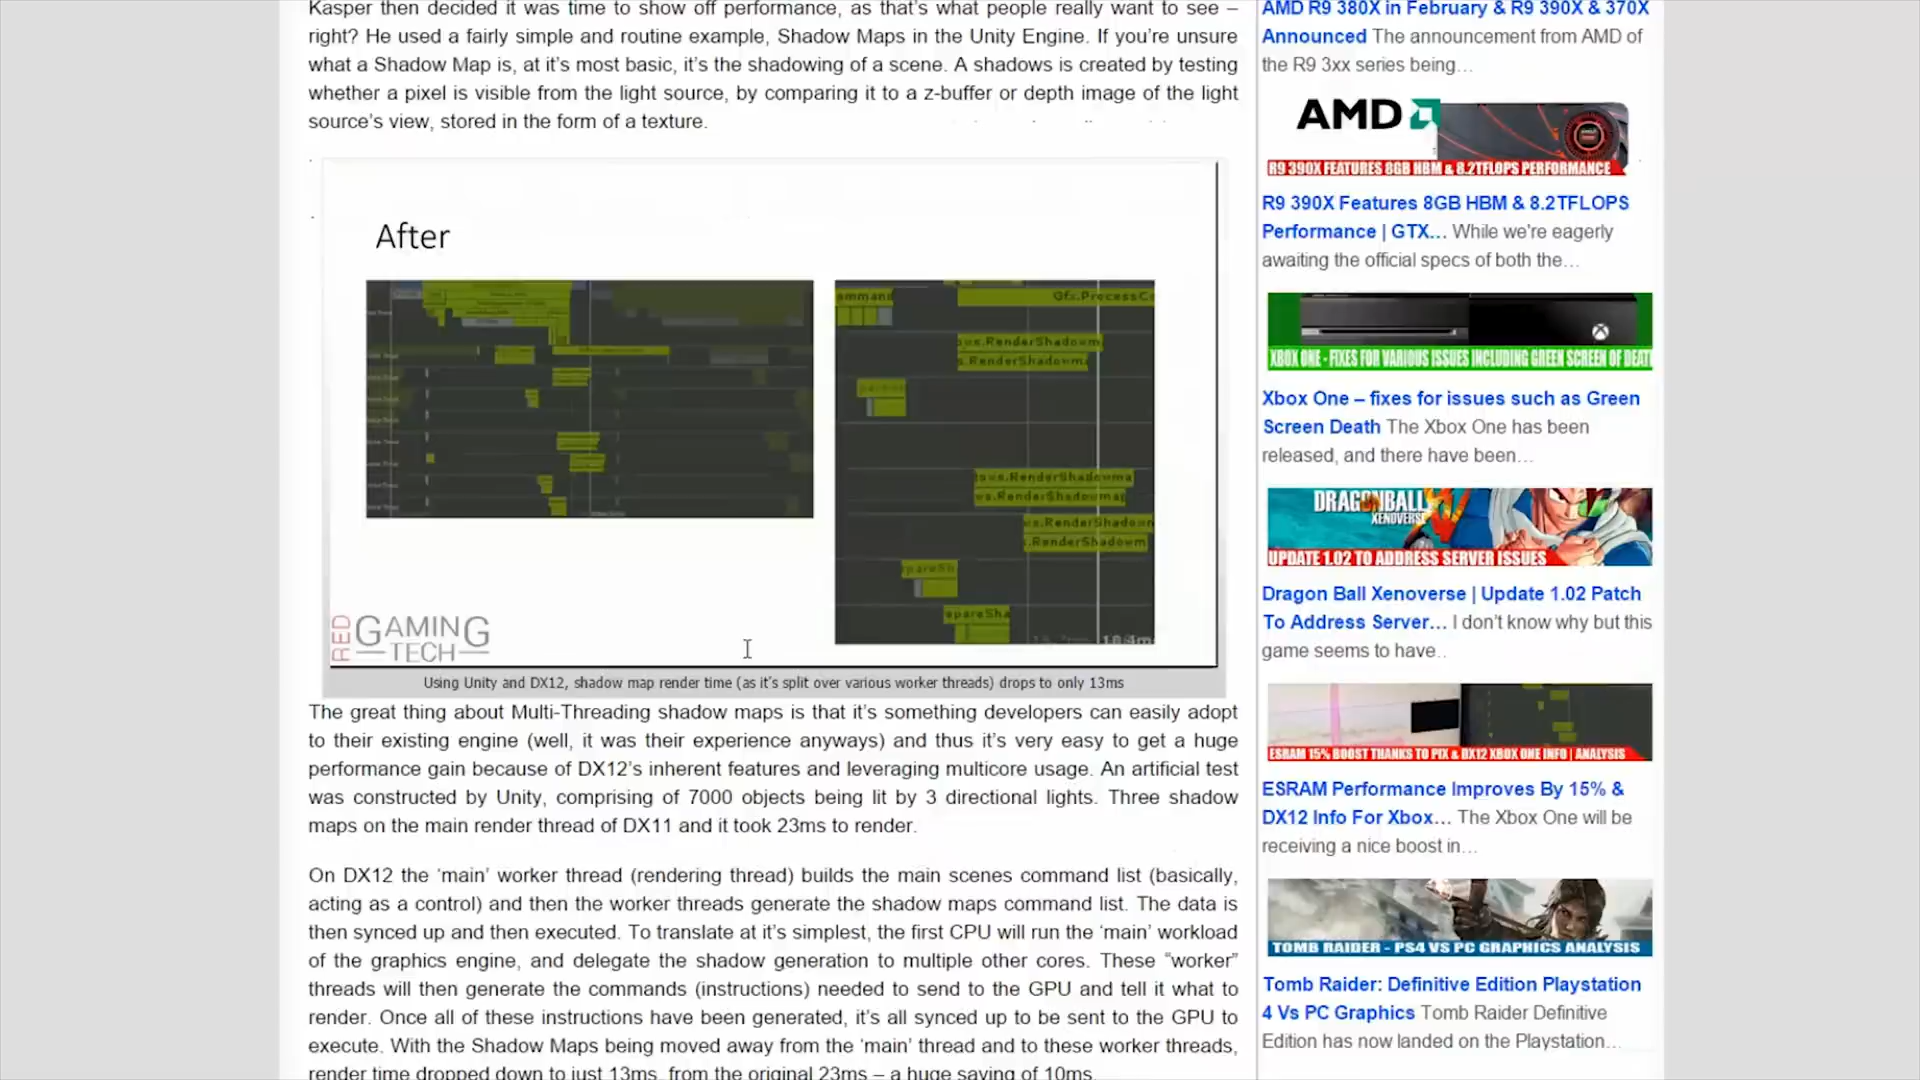 Kasper then decided it was time to show off performance, as that's what people really want to see –
right? He used a fairly simple and routine example, Shadow Maps in the Unity Engine. If you're unsure
what a Shadow Map is, at it's most basic, it's the shadowing of a scene. A shadows is created by testing
whether a pixel is visible from the light source, by comparing it to a z-buffer or depth image of the light
source's view, stored in the form of a texture.
After
ammand
Gfx.ProcessCo
ws.RenderShadowm
s.RenderShadowm
ws.RenderShadowma
ws.RenderShadowmap
ws.RenderShadown
.RenderShadowm
pareSh
epareSha
RED GAMING
TECH
Using Unity and DX12, shadow map render time (as it's split over various worker threads) drops to only 13ms
The great thing about Multi-Threading shadow maps is that it's something developers can easily adopt
to their existing engine (well, it was their experience anyways) and thus it's very easy to get a huge
performance gain because of DX12's inherent features and leveraging multicore usage. An artificial test
was constructed by Unity, comprising of 7000 objects being lit by 3 directional lights. Three shadow
maps on the main render thread of DX11 and it took 23ms to render.
On DX12 the 'main' worker thread (rendering thread) builds the main scenes command list (basically,
acting as a control) and then the worker threads generate the shadow maps command list. The data is
then synced up and then executed. To translate at it's simplest, the first CPU will run the 'main' workload
of the graphics engine, and delegate the shadow generation to multiple other cores. These "worker"
threads will then generate the commands (instructions) needed to send to the GPU and tell it what to
render. Once all of these instructions have been generated, it's all synced up to be sent to the GPU to
execute. With the Shadow Maps being moved away from the 'main' thread and to these worker threads,
render time dropped down to just 13ms, from the original 23ms – a huge saving of 10ms.
AMD R9 380X in February & R9 390X & 370X
Announced The announcement from AMD of
the R9 3xx series being…
AMD
R9 390X FEATURES 8GB HBM & 8.2TFLOPS PERFORMANCE
R9 390X Features 8GB HBM & 8.2TFLOPS
Performance | GTX… While we're eagerly
awaiting the official specs of both the…
XBOX ONE - FIXES FOR VARIOUS ISSUES INCLUDING GREEN SCREEN OF DEAT
Xbox One – fixes for issues such as Green
Screen Death The Xbox One has been
released, and there have been…
DRAGONBALL
XENOVERSE
UPDATE 1.02 TO ADDRESS SERVER ISSUES
Dragon Ball Xenoverse | Update 1.02 Patch
To Address Server… I don't know why but this
game seems to have..
ESRAM 15% BOOST THANKS TO PIX & DX12 XBOX ONE INFO | ANALYSIS
ESRAM Performance Improves By 15% &
DX12 Info For Xbox… The Xbox One will be
receiving a nice boost in…
TOMB RAIDER - PS4 VS PC GRAPHICS ANALYSIS
Tomb Raider: Definitive Edition Playstation
4 Vs PC Graphics Tomb Raider Definitive
Edition has now landed on the Playstation…